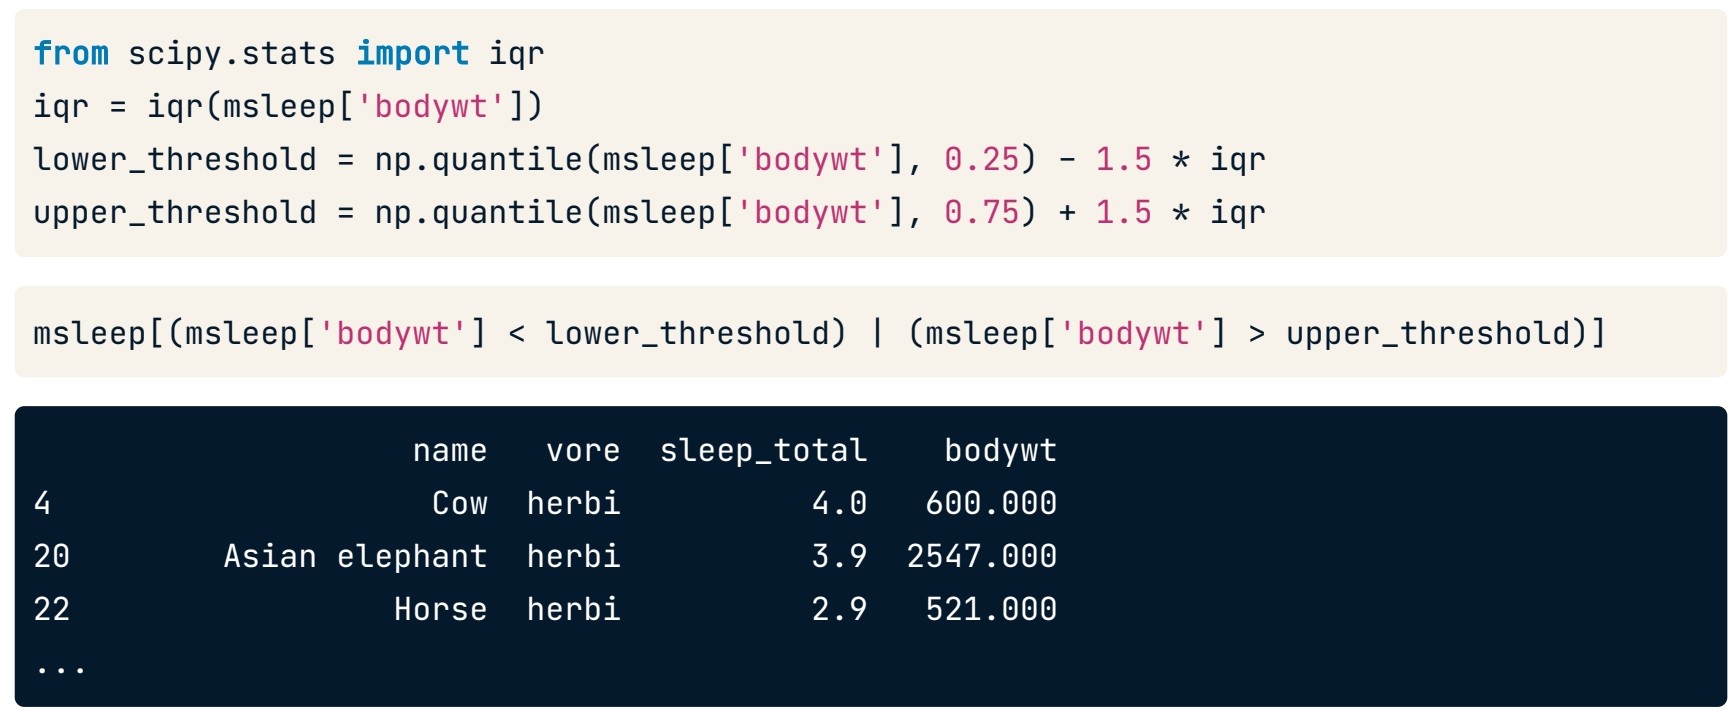 from scipy.stats import iqr
iqr = iqr(msleep['bodywt'])
lower_threshold = np.quantile(msleep['bodywt'], 0.25) - 1.5 * iqr
upper_threshold = np.quantile(msleep['bodywt'], 0.75) + 1.5 * iqr
msleep[(msleep['bodywt'] < lower_threshold) | (msleep['bodywt'] > upper_threshold)]
name vore sleep_total bodywt
4 Cow herbi 4.0 600.000
20 Asian elephant herbi 3.9 2547.000
22 Horse herbi 2.9 521.000
...